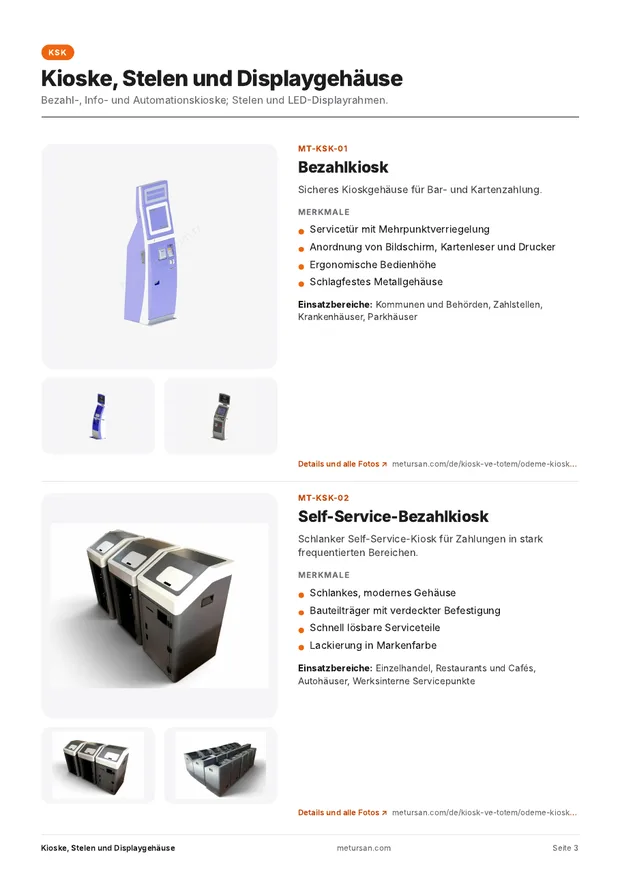 KSK
Kioske, Stelen und Displaygehäuse
Bezahl-, Info- und Automationskioske; Stelen und LED-Displayrahmen.
MT-KSK-01
Bezahlkiosk
Sicheres Kioskgehäuse für Bar- und Kartenzahlung.
MERKMALE
Servicetür mit Mehrpunktverriegelung
Anordnung von Bildschirm, Kartenleser und Drucker
Ergonomische Bedienhöhe
Schlagfestes Metallgehäuse
Einsatzbereiche: Kommunen und Behörden, Zahlstellen,
Krankenhäuser, Parkhäuser
Details und alle Fotos ↗ metursan.com/de/kiosk-ve-totem/odeme-kiosk...
MT-KSK-02
Self-Service-Bezahlkiosk
Schlanker Self-Service-Kiosk für Zahlungen in stark
frequentierten Bereichen.
MERKMALE
Schlankes, modernes Gehäuse
Bauteilträger mit verdeckter Befestigung
Schnell lösbare Serviceteile
Lackierung in Markenfarbe
Einsatzbereiche: Einzelhandel, Restaurants und Cafés,
Autohäuser, Werksinterne Servicepunkte
Details und alle Fotos ↗ metursan.com/de/kiosk-ve-totem/odeme-kiosk...
Kioske, Stelen und Displaygehäuse
metursan.com
Seite 3